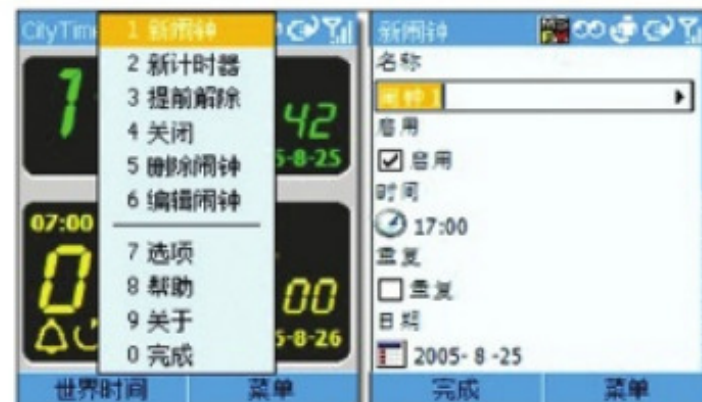 CityTim
1 新闹钟
2 新计时器
3 提前解除
4 关闭
5 删除闹钟
6 编辑闹钟
7 选项
8 帮助
9 关于
0 完成
42
5-8-25
07:00
00
5-8-26
世界时间
菜单
新闹钟
名称
闹钟 1
启用
启用
时间
17:00
重复
重复
日期
2005- 8 -25
完成
菜单